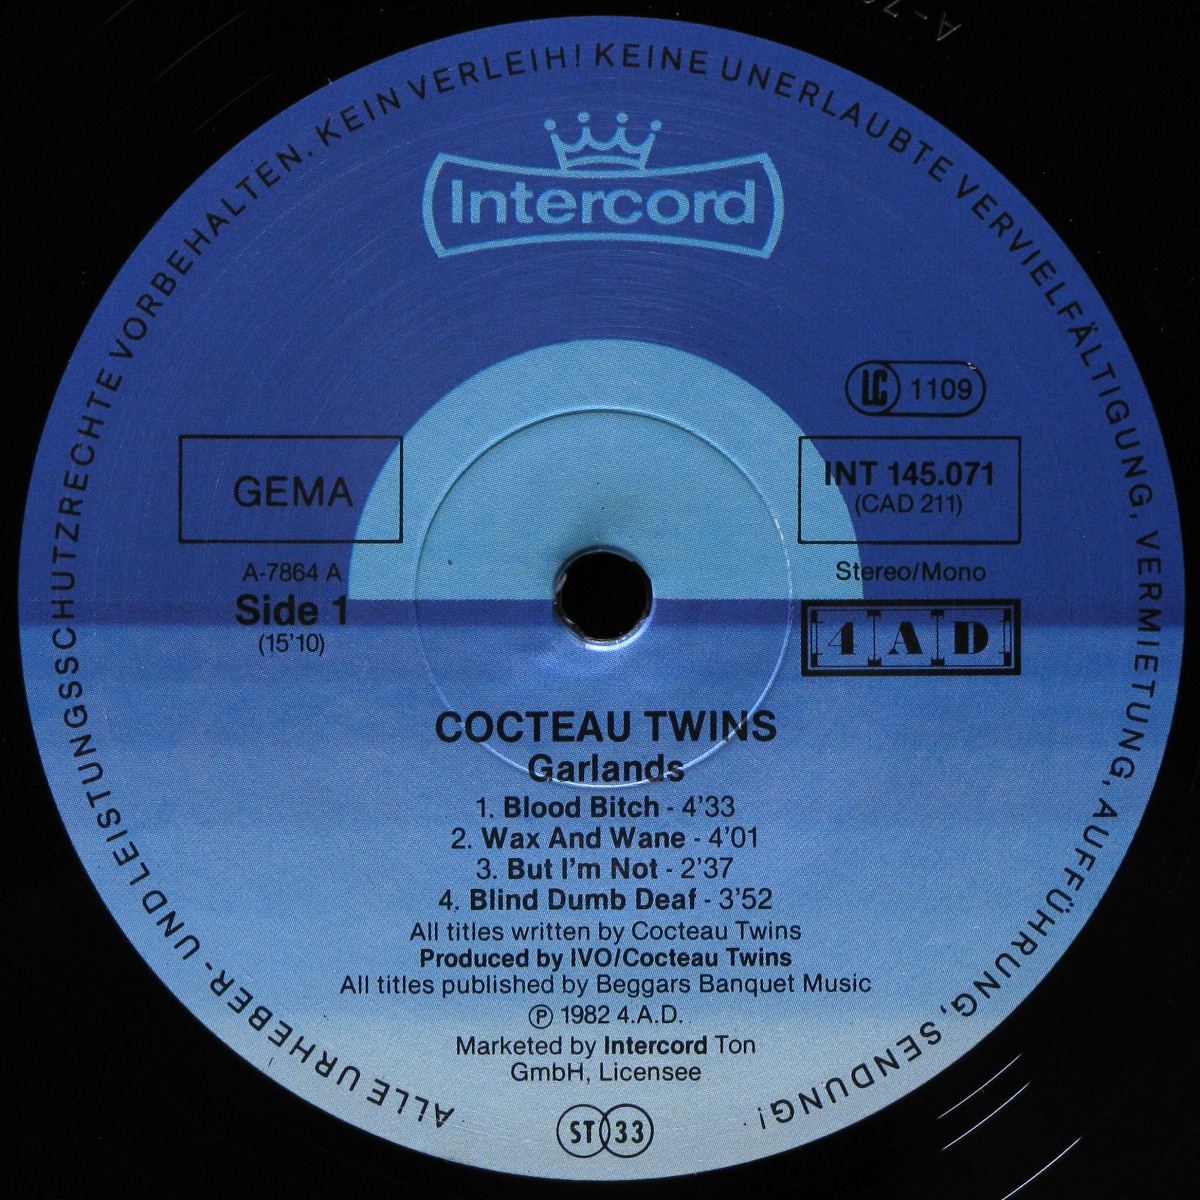 ALLE URHEBER- UND LEISTUNGSSCHUTZRECHTE VORBEHALTEN. KEIN VERLEIH! KEINE UNERLAUBTE VERVIELFÄLTIGUNG, VERMIETUNG, AUFFÜHRUNG, SENDUNG!
Intercord
LC 1109
GEMA
INT 145.071
(CAD 211)
A-7864 A
Stereo/Mono
Side 1
(15'10)
4 A D
COCTEAU TWINS
Garlands
1. Blood Bitch - 4'33
2. Wax And Wane - 4'01
3. But I'm Not - 2'37
4. Blind Dumb Deaf - 3'52
All titles written by Cocteau Twins
Produced by IVO/Cocteau Twins
All titles published by Beggars Banquet Music
Ⓟ 1982 4.A.D.
Marketed by Intercord Ton
GmbH, Licensee
ST 33